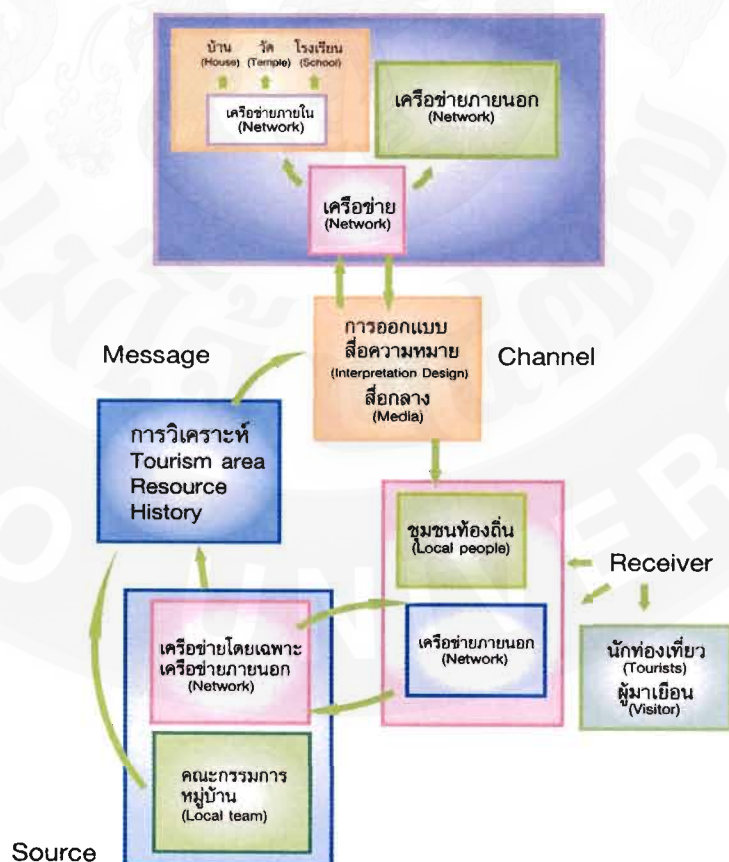 บ้าน วัด โรงเรียน
(House) (Temple) (School)
เครือข่ายภายใน
(Network)
เครือข่ายภายนอก
(Network)
เครือข่าย
(Network)
Message
การออกแบบ
สื่อความหมาย
(Interpretation Design)
สื่อกลาง
(Media)
Channel
การวิเคราะห์
Tourism area
Resource
History
ชุมชนท้องถิ่น
(Local people)
Receiver
เครือข่ายโดยเฉพาะ
เครือข่ายภายนอก
(Network)
เครือข่ายภายนอก
(Network)
นักท่องเที่ยว
(Tourists)
ผู้มาเยือน
(Visitor)
คณะกรรมการ
หมู่บ้าน
(Local team)
Source